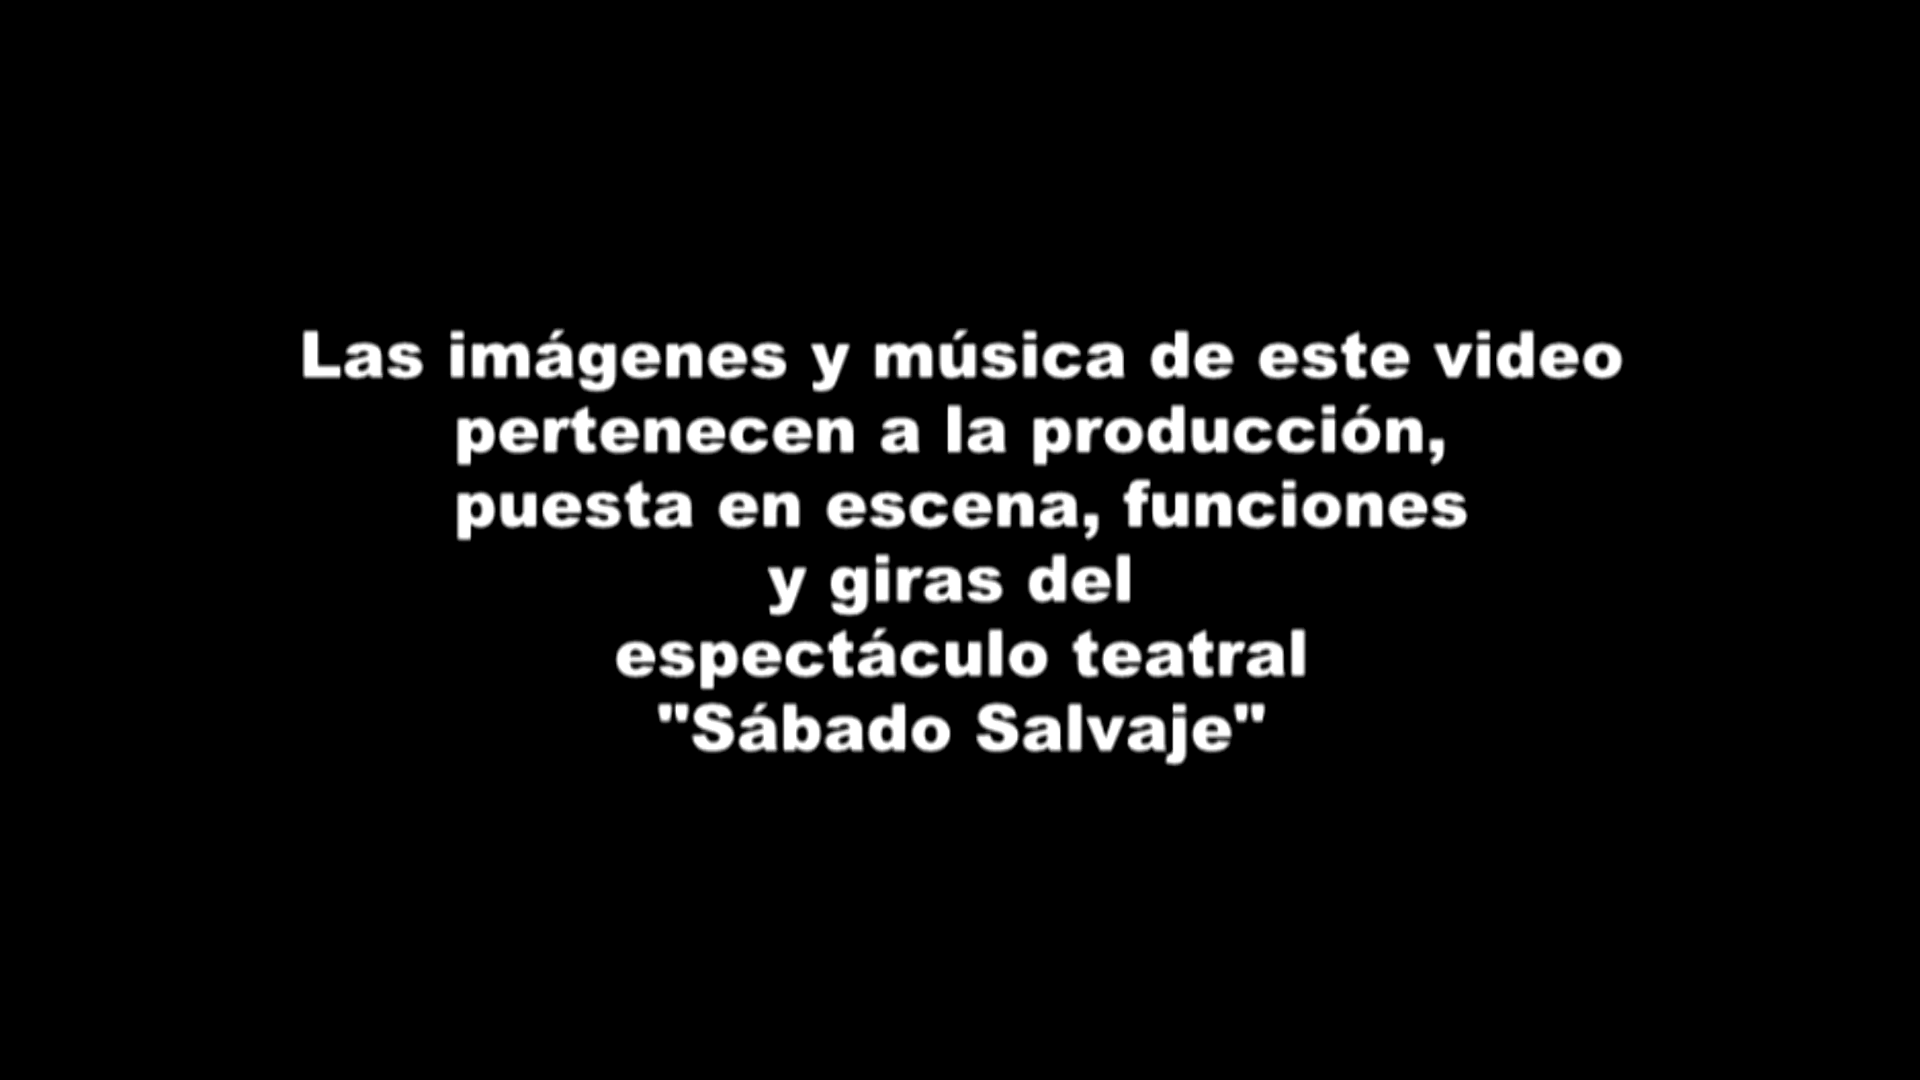 Las imágenes y música de este video
pertenecen a la producción,
puesta en escena, funciones
y giras del
espectáculo teatral
"Sábado Salvaje"